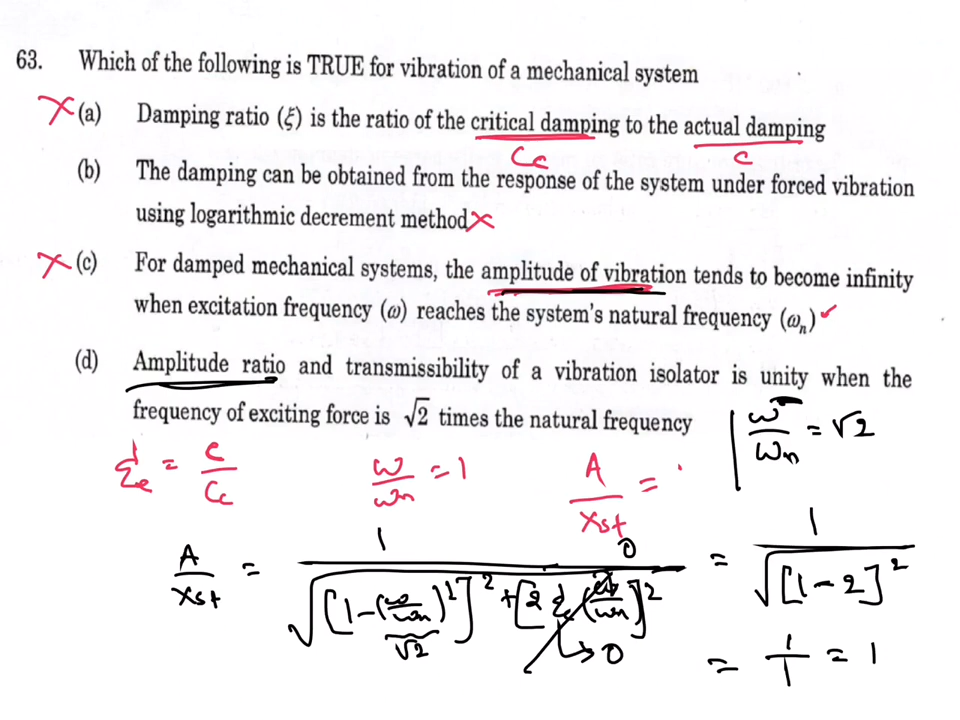 63. Which of the following is TRUE for vibration of a mechanical system
× (a) Damping ratio (ξ) is the ratio of the critical damping to the actual damping
Cc c
(b) The damping can be obtained from the response of the system under forced vibration
using logarithmic decrement method ×
× (c) For damped mechanical systems, the amplitude of vibration tends to become infinity
when excitation frequency (ω) reaches the system's natural frequency (ωₙ) ✓
(d) Amplitude ratio and transmissibility of a vibration isolator is unity when the
frequency of exciting force is √2 times the natural frequency
ω/ωn = √2
ξ = c/Cc ω/ωn = 1 A/Xst =
A/Xst = 1/√([1-(ω/ωn)²]² + [2ξ(ω/ωn)]²) = 1/√([1-2]²)
√2 → 0 0
= 1/1 = 1